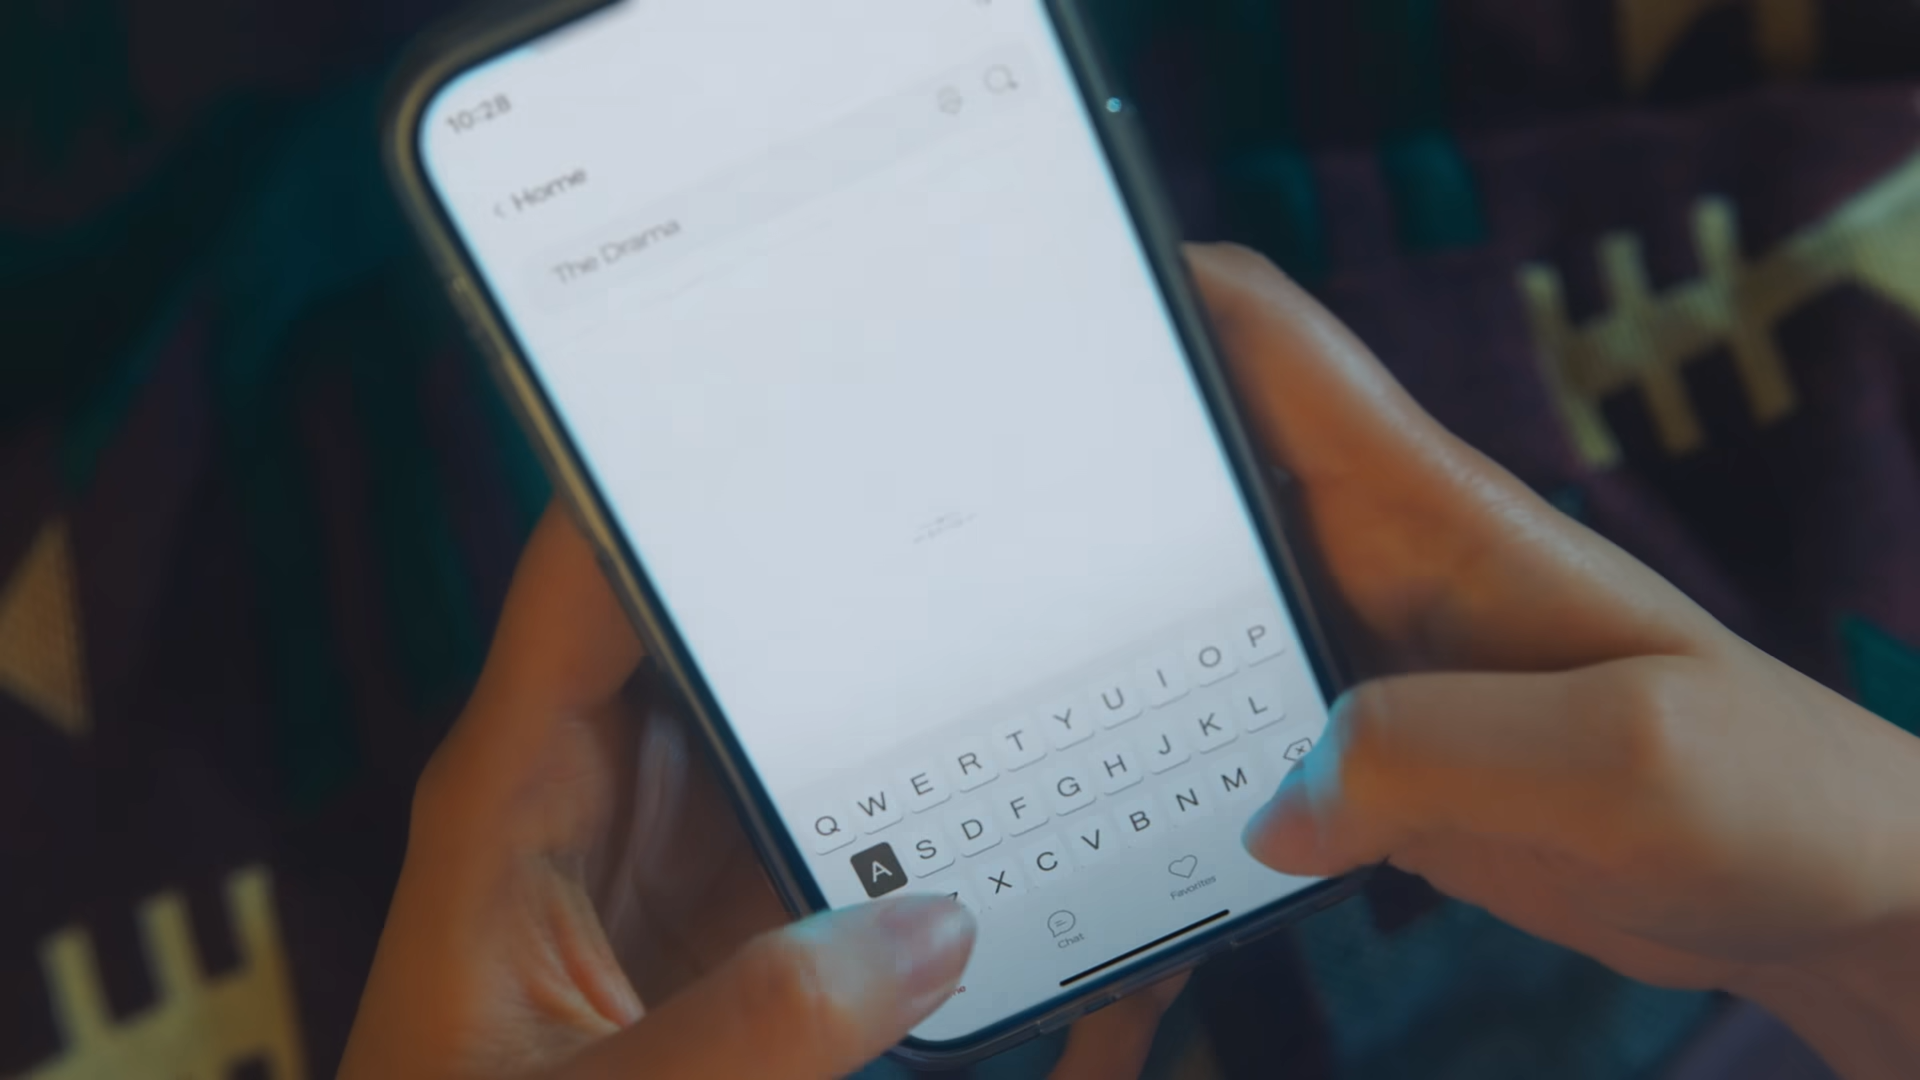 10:28
< Home
The Drama
Q W E R T Y U I O P
A S D F G H J K L
Z X C V B N M
Chat
Favorites